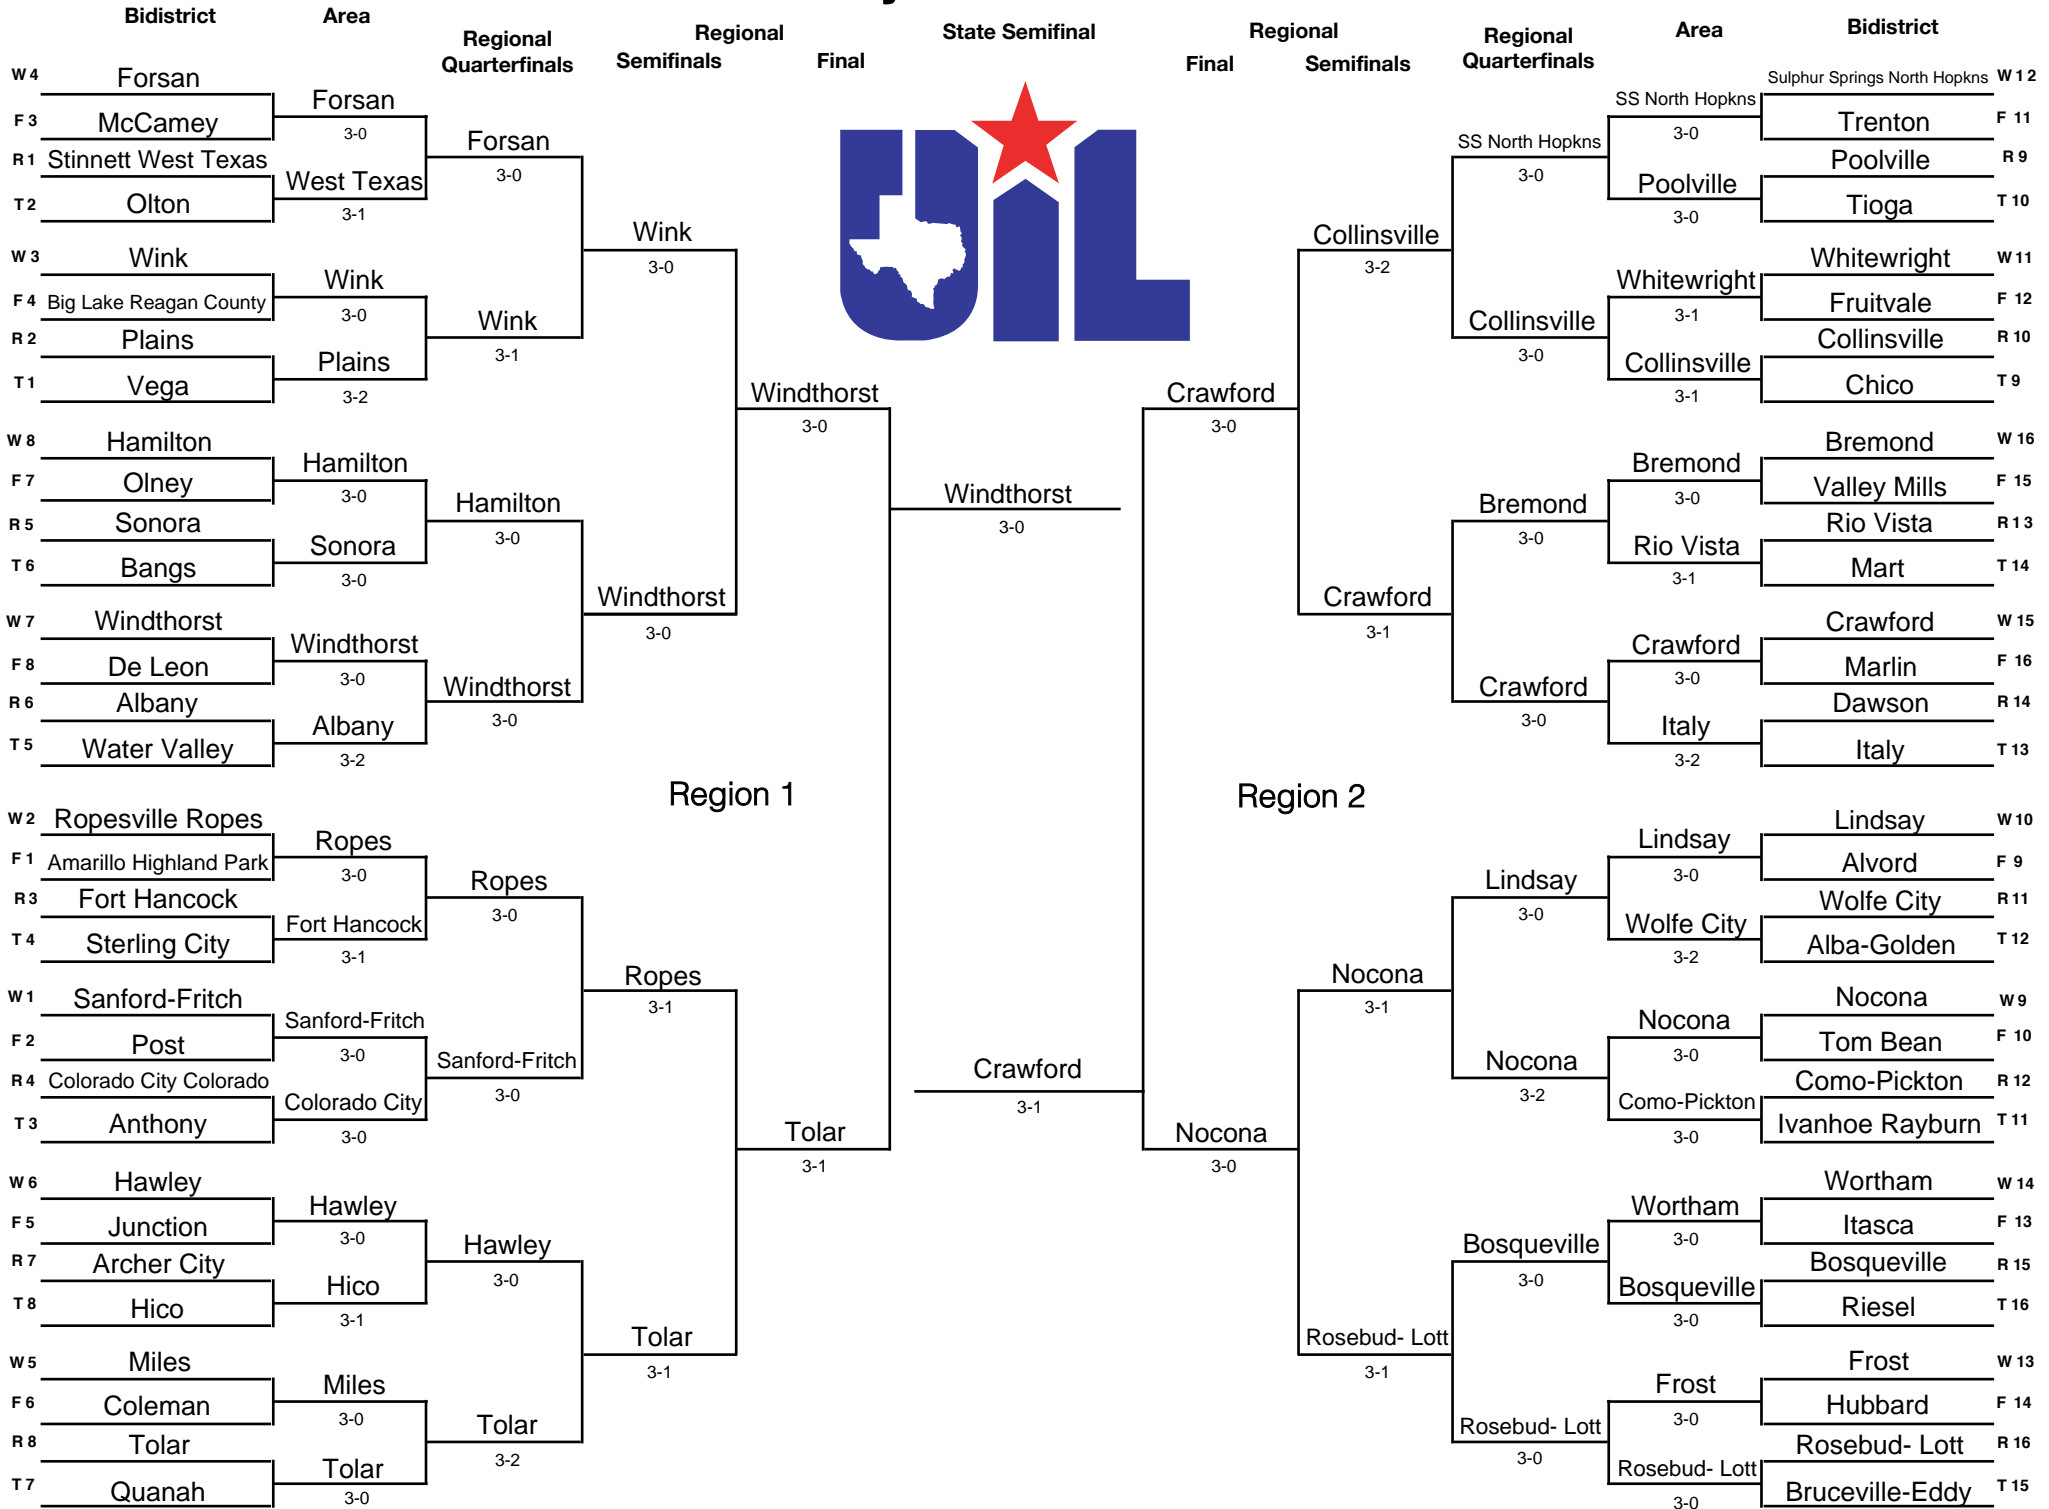 Bidistrict
Area
Regional
Quarterfinals
Regional
Semifinals
Final
State Semifinal
Regional
Final
Semifinals
Regional
Quarterfinals
Area
Bidistrict
W 4 Forsan
F 3 McCamey
R 1 Stinnett West Texas
T 2 Olton
W 3 Wink
F 4 Big Lake Reagan County
R 2 Plains
T 1 Vega
W 8 Hamilton
F 7 Olney
R 5 Sonora
T 6 Bangs
W 7 Windthorst
F 8 De Leon
R 6 Albany
T 5 Water Valley
W 2 Ropesville Ropes
F 1 Amarillo Highland Park
R 3 Fort Hancock
T 4 Sterling City
W 1 Sanford-Fritch
F 2 Post
R 4 Colorado City Colorado
T 3 Anthony
W 6 Hawley
F 5 Junction
R 7 Archer City
T 8 Hico
W 5 Miles
F 6 Coleman
R 8 Tolar
T 7 Quanah
Forsan
3-0
West Texas
3-1
Wink
3-0
Plains
3-2
Hamilton
3-0
Sonora
3-0
Windthorst
3-0
Albany
3-2
Ropes
3-0
Fort Hancock
3-1
Sanford-Fritch
3-0
Colorado City
3-0
Hawley
3-0
Hico
3-1
Miles
3-0
Tolar
3-0
Forsan
3-0
Wink
3-1
Hamilton
3-0
Windthorst
3-0
Ropes
3-0
Sanford-Fritch
3-0
Hawley
3-0
Tolar
3-2
Wink
3-0
Windthorst
3-0
Ropes
3-1
Tolar
3-1
Windthorst
3-0
Tolar
3-1
Region 1
UIL
Windthorst
3-0
Crawford
3-1
Region 2
Crawford
3-0
Nocona
3-0
Collinsville
3-2
Crawford
3-1
Nocona
3-1
Rosebud- Lott
3-1
SS North Hopkns
3-0
Collinsville
3-0
Bremond
3-0
Crawford
3-0
Lindsay
3-0
Nocona
3-2
Bosqueville
3-0
Rosebud- Lott
3-0
SS North Hopkns
3-0
Poolville
3-0
Whitewright
3-1
Collinsville
3-1
Bremond
3-0
Rio Vista
3-1
Crawford
3-0
Italy
3-2
Lindsay
3-0
Wolfe City
3-2
Nocona
3-0
Como-Pickton
3-0
Wortham
3-0
Bosqueville
3-0
Frost
3-0
Rosebud- Lott
3-0
Sulphur Springs North Hopkns W 1 2
Trenton F 11
Poolville R 9
Tioga T 10
Whitewright W 11
Fruitvale F 12
Collinsville R 10
Chico T 9
Bremond W 16
Valley Mills F 15
Rio Vista R 1 3
Mart T 14
Crawford W 15
Marlin F 16
Dawson R 14
Italy T 13
Lindsay W 10
Alvord F 9
Wolfe City R 11
Alba-Golden T 12
Nocona W 9
Tom Bean F 10
Como-Pickton R 12
Ivanhoe Rayburn T 11
Wortham W 14
Itasca F 13
Bosqueville R 15
Riesel T 16
Frost W 13
Hubbard F 14
Rosebud- Lott R 16
Bruceville-Eddy T 15